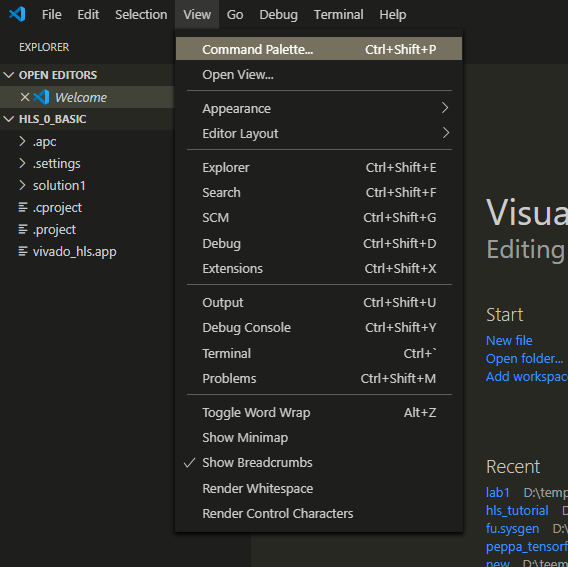 File Edit Selection View Go Debug Terminal Help
EXPLORER
OPEN EDITORS
Welcome
HLS_0_BASIC
.apc
.settings
solution1
.cproject
.project
vivado_hls.app
Command Palette... Ctrl+Shift+P
Open View...
Appearance
Editor Layout
Explorer Ctrl+Shift+E
Search Ctrl+Shift+F
SCM Ctrl+Shift+G
Debug Ctrl+Shift+D
Extensions Ctrl+Shift+X
Output Ctrl+Shift+U
Debug Console Ctrl+Shift+Y
Terminal Ctrl+`
Problems Ctrl+Shift+M
Toggle Word Wrap Alt+Z
Show Minimap
Show Breadcrumbs
Render Whitespace
Render Control Characters
Visua
Editing
Start
New file
Open folder...
Add workspac
Recent
lab1 D:\temp
hls_tutorial D
fu.sysgen D:
peppa_tensorf
new D:\teem